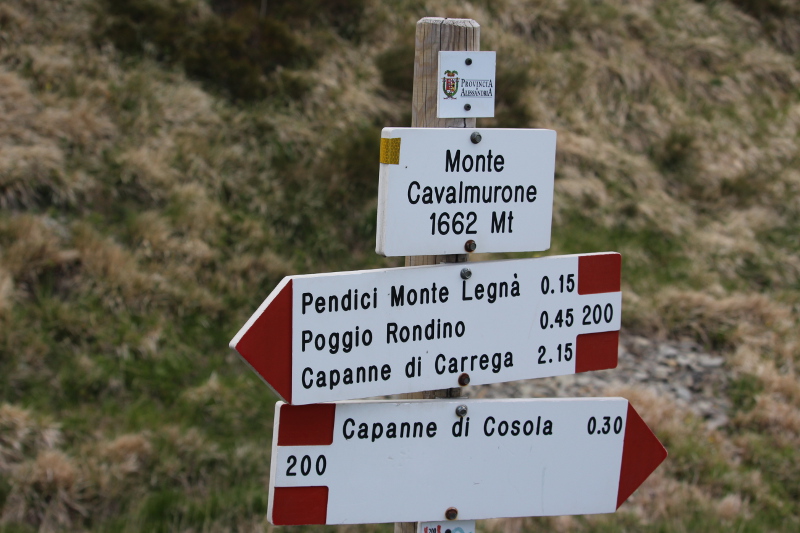 Provincia
di
Alessandria
Monte
Cavalmurone
1662 Mt
Pendici Monte Legnà 0.15
Poggio Rondino 0.45 200
Capanne di Carrega 2.15
Capanne di Cosola 0.30
200